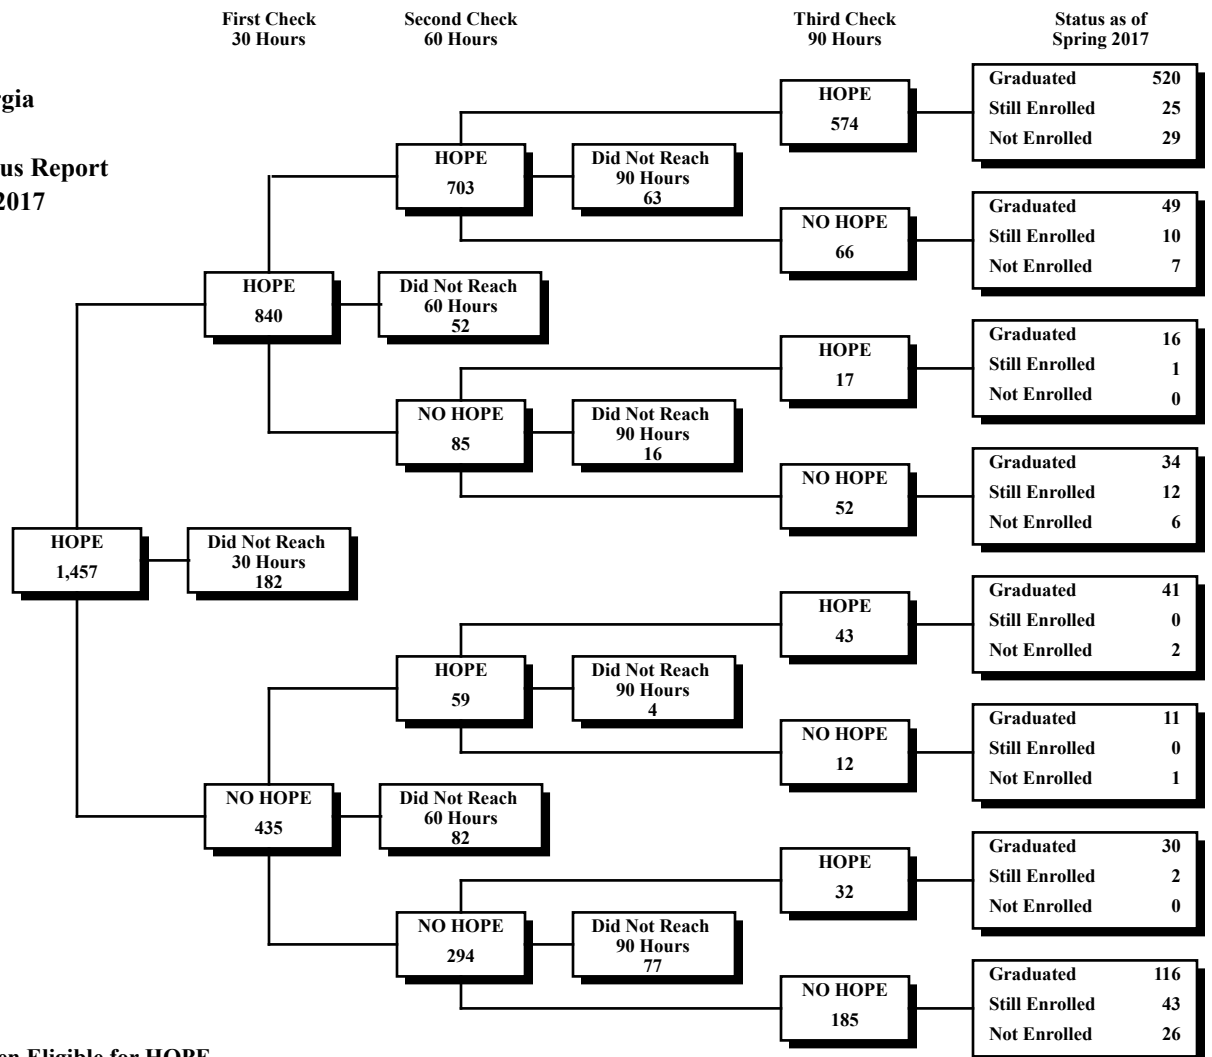 First Check
30 Hours
Second Check
60 Hours
Third Check
90 Hours
Status as of
Spring 2017
rgia
us Report
2017
HOPE
1,457
Did Not Reach
30 Hours
182
HOPE
840
Did Not Reach
60 Hours
52
NO HOPE
435
Did Not Reach
60 Hours
82
HOPE
703
Did Not Reach
90 Hours
63
NO HOPE
85
Did Not Reach
90 Hours
16
HOPE
59
Did Not Reach
90 Hours
4
NO HOPE
294
Did Not Reach
90 Hours
77
HOPE
574
Graduated 520
Still Enrolled 25
Not Enrolled 29
NO HOPE
66
Graduated 49
Still Enrolled 10
Not Enrolled 7
HOPE
17
Graduated 16
Still Enrolled 1
Not Enrolled 0
NO HOPE
52
Graduated 34
Still Enrolled 12
Not Enrolled 6
HOPE
43
Graduated 41
Still Enrolled 0
Not Enrolled 2
NO HOPE
12
Graduated 11
Still Enrolled 0
Not Enrolled 1
HOPE
32
Graduated 30
Still Enrolled 2
Not Enrolled 0
NO HOPE
185
Graduated 116
Still Enrolled 43
Not Enrolled 26
en Eligible for HOPE